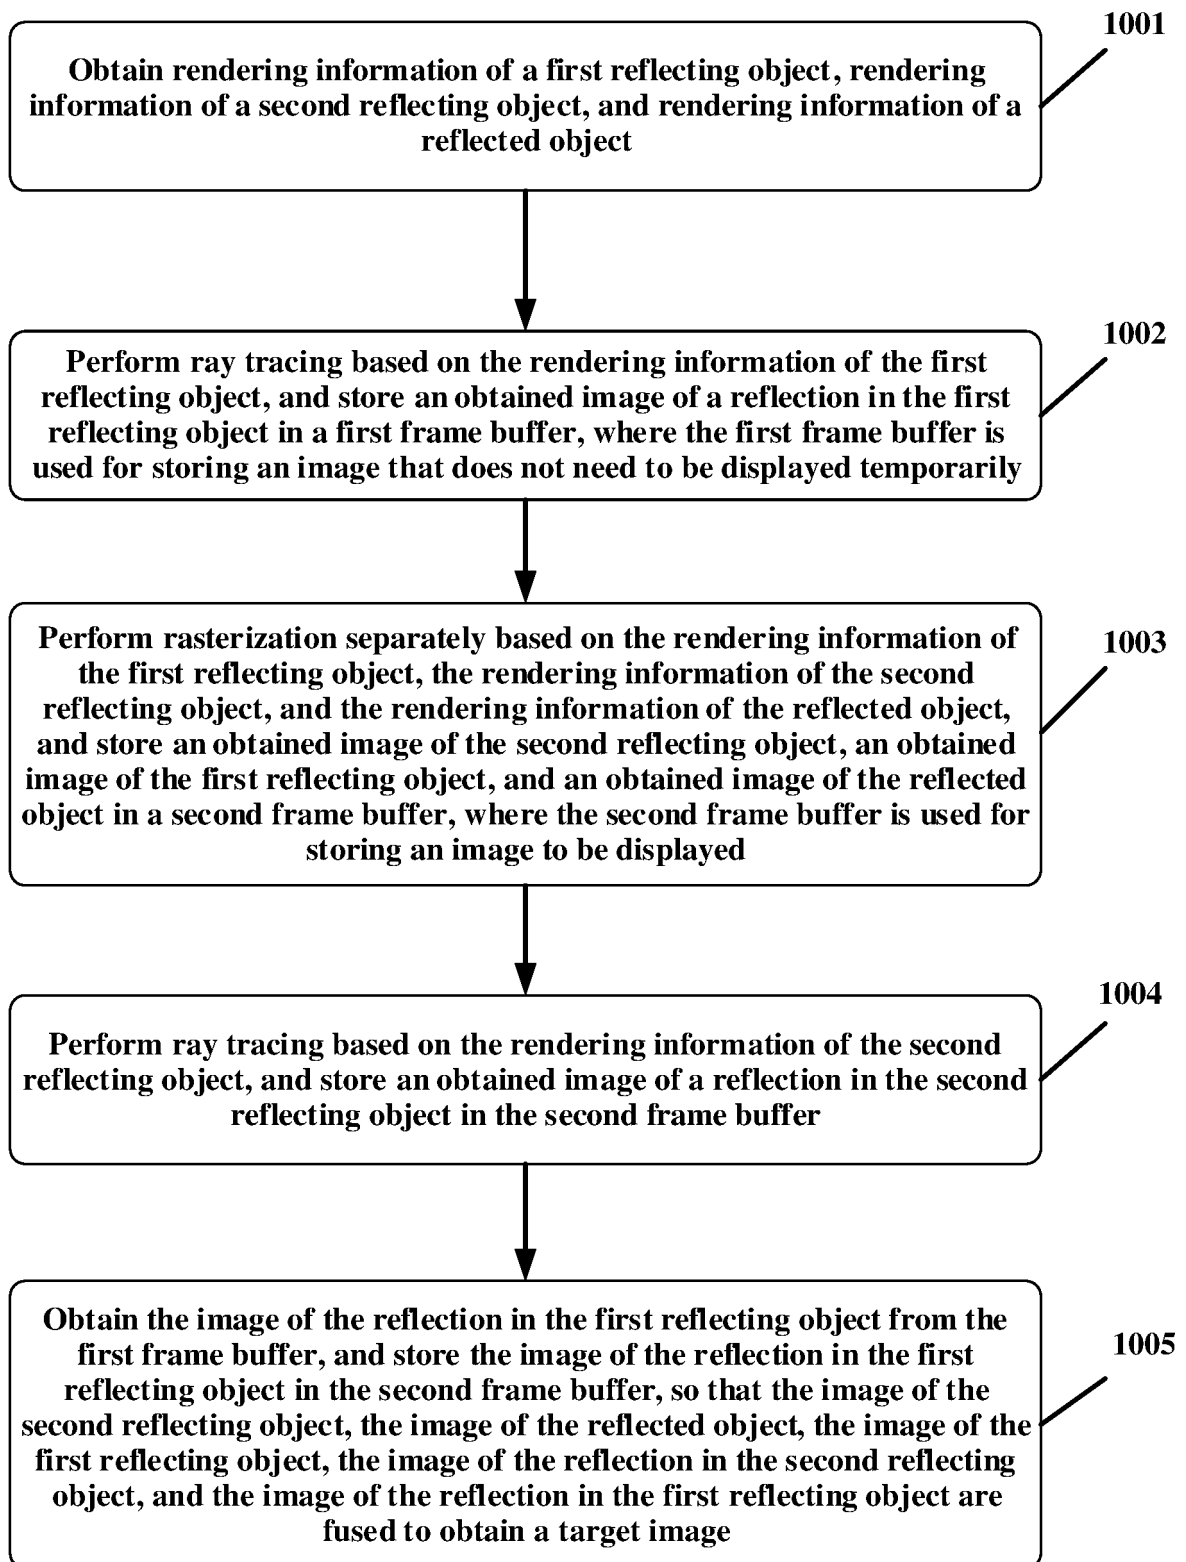 1001
Obtain rendering information of a first reflecting object, rendering
information of a second reflecting object, and rendering information of a
reflected object
1002
Perform ray tracing based on the rendering information of the first
reflecting object, and store an obtained image of a reflection in the first
reflecting object in a first frame buffer, where the first frame buffer is
used for storing an image that does not need to be displayed temporarily
1003
Perform rasterization separately based on the rendering information of
the first reflecting object, the rendering information of the second
reflecting object, and the rendering information of the reflected object,
and store an obtained image of the second reflecting object, an obtained
image of the first reflecting object, and an obtained image of the reflected
object in a second frame buffer, where the second frame buffer is used for
storing an image to be displayed
1004
Perform ray tracing based on the rendering information of the second
reflecting object, and store an obtained image of a reflection in the second
reflecting object in the second frame buffer
1005
Obtain the image of the reflection in the first reflecting object from the
first frame buffer, and store the image of the reflection in the first
reflecting object in the second frame buffer, so that the image of the
second reflecting object, the image of the reflected object, the image of the
first reflecting object, the image of the reflection in the second reflecting
object, and the image of the reflection in the first reflecting object are
fused to obtain a target image